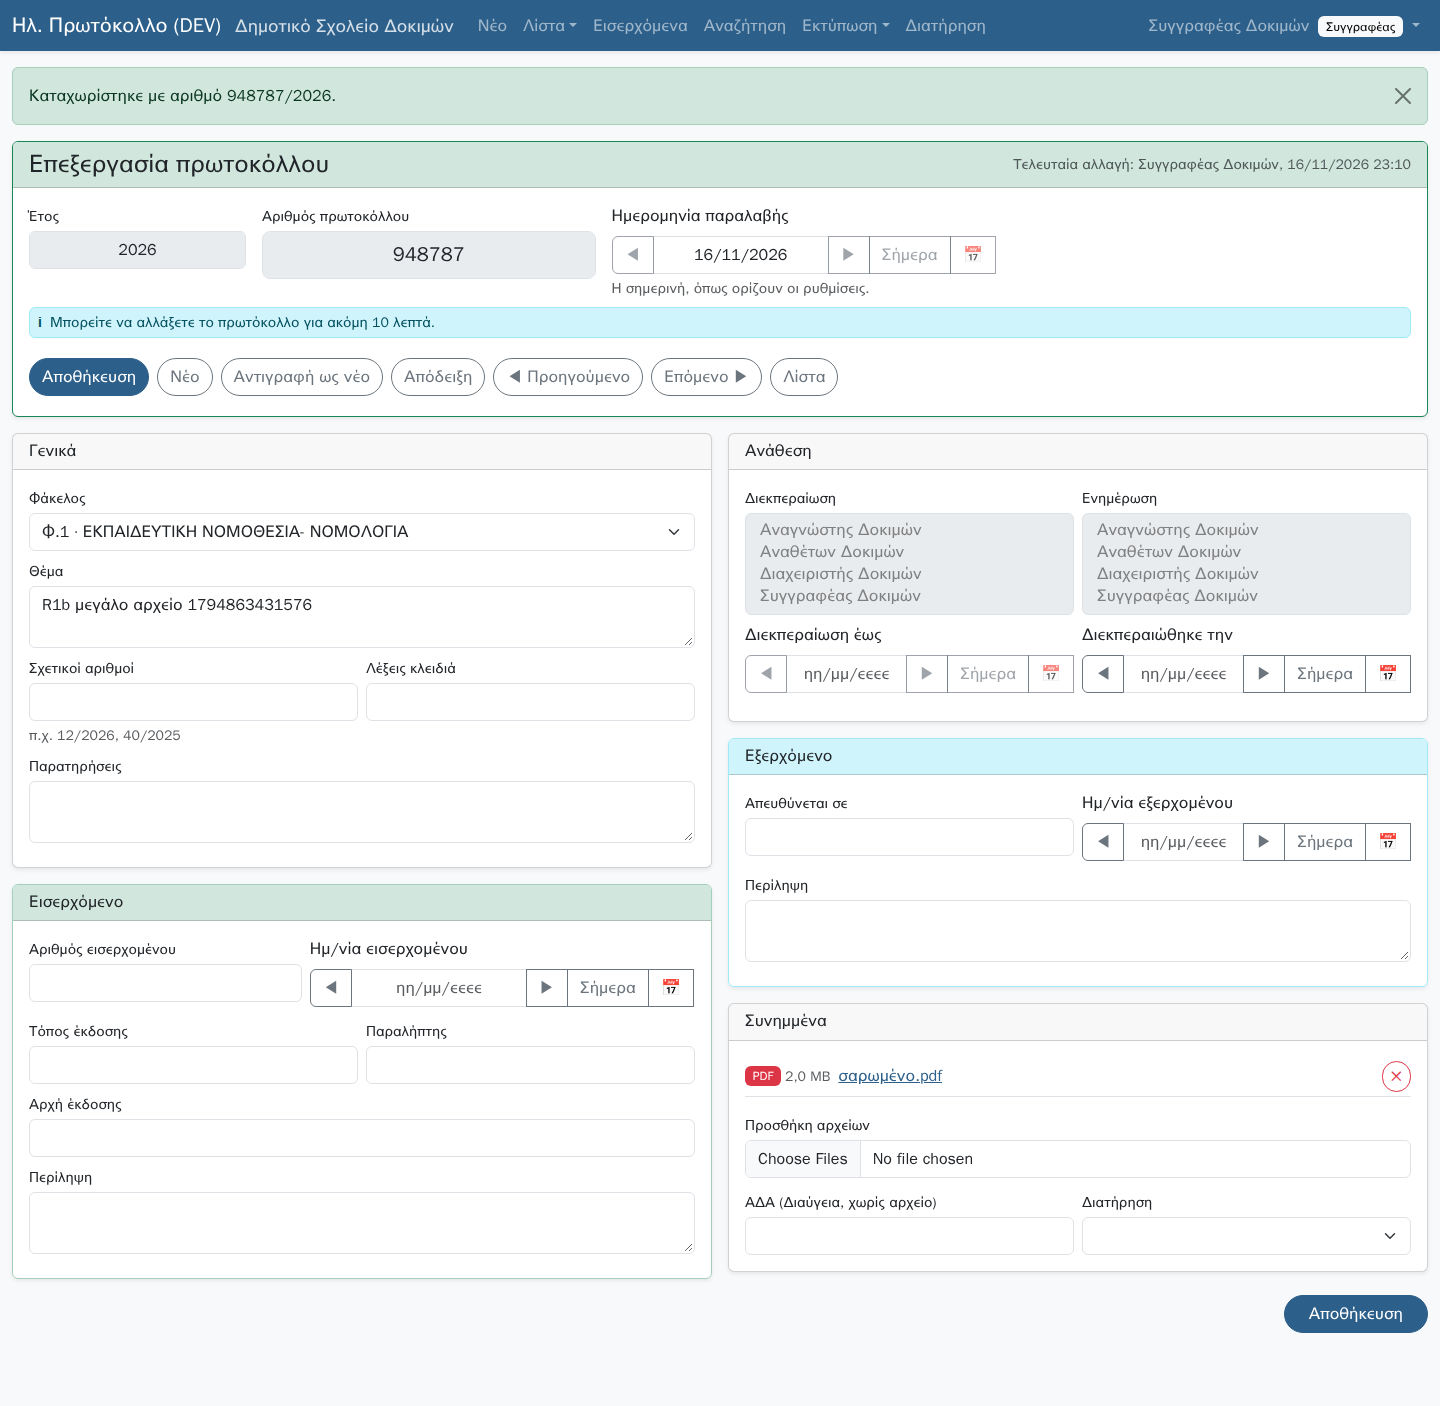 Ηλ. Πρωτόκολλο (DEV) Δημοτικό Σχολείο Δοκιμών Νέο Λίστα Εισερχόμενα Αναζήτηση Εκτύπωση Διατήρηση Συγγραφέας Δοκιμών Συγγραφέας
Καταχωρίστηκε με αριθμό 948787/2026.
Επεξεργασία πρωτοκόλλου Τελευταία αλλαγή: Συγγραφέας Δοκιμών, 16/11/2026 23:10
Έτος Αριθμός πρωτοκόλλου Ημερομηνία παραλαβής
2026 948787 ◀ 16/11/2026 ▶ Σήμερα 📅
Η σημερινή, όπως ορίζουν οι ρυθμίσεις.
ℹ Μπορείτε να αλλάξετε το πρωτόκολλο για ακόμη 10 λεπτά.
Αποθήκευση Νέο Αντιγραφή ως νέο Απόδειξη ◀ Προηγούμενο Επόμενο ▶ Λίστα
Γενικά
Φάκελος
Φ.1 · ΕΚΠΑΙΔΕΥΤΙΚΗ ΝΟΜΟΘΕΣΙΑ- ΝΟΜΟΛΟΓΙΑ
Θέμα
R1b μεγάλο αρχείο 1794863431576
Σχετικοί αριθμοί Λέξεις κλειδιά
π.χ. 12/2026, 40/2025
Παρατηρήσεις
Εισερχόμενο
Αριθμός εισερχομένου Ημ/νία εισερχομένου
◀ ηη/μμ/εεεε ▶ Σήμερα 📅
Τόπος έκδοσης Παραλήπτης
Αρχή έκδοσης
Περίληψη
Ανάθεση
Διεκπεραίωση Ενημέρωση
Αναγνώστης Δοκιμών Αναγνώστης Δοκιμών
Αναθέτων Δοκιμών Αναθέτων Δοκιμών
Διαχειριστής Δοκιμών Διαχειριστής Δοκιμών
Συγγραφέας Δοκιμών Συγγραφέας Δοκιμών
Διεκπεραίωση έως Διεκπεραιώθηκε την
◀ ηη/μμ/εεεε ▶ Σήμερα 📅 ◀ ηη/μμ/εεεε ▶ Σήμερα 📅
Εξερχόμενο
Απευθύνεται σε Ημ/νία εξερχομένου
◀ ηη/μμ/εεεε ▶ Σήμερα 📅
Περίληψη
Συνημμένα
PDF 2,0 MB σαρωμένο.pdf ×
Προσθήκη αρχείων
Choose Files No file chosen
ΑΔΑ (Διαύγεια, χωρίς αρχείο) Διατήρηση
Αποθήκευση